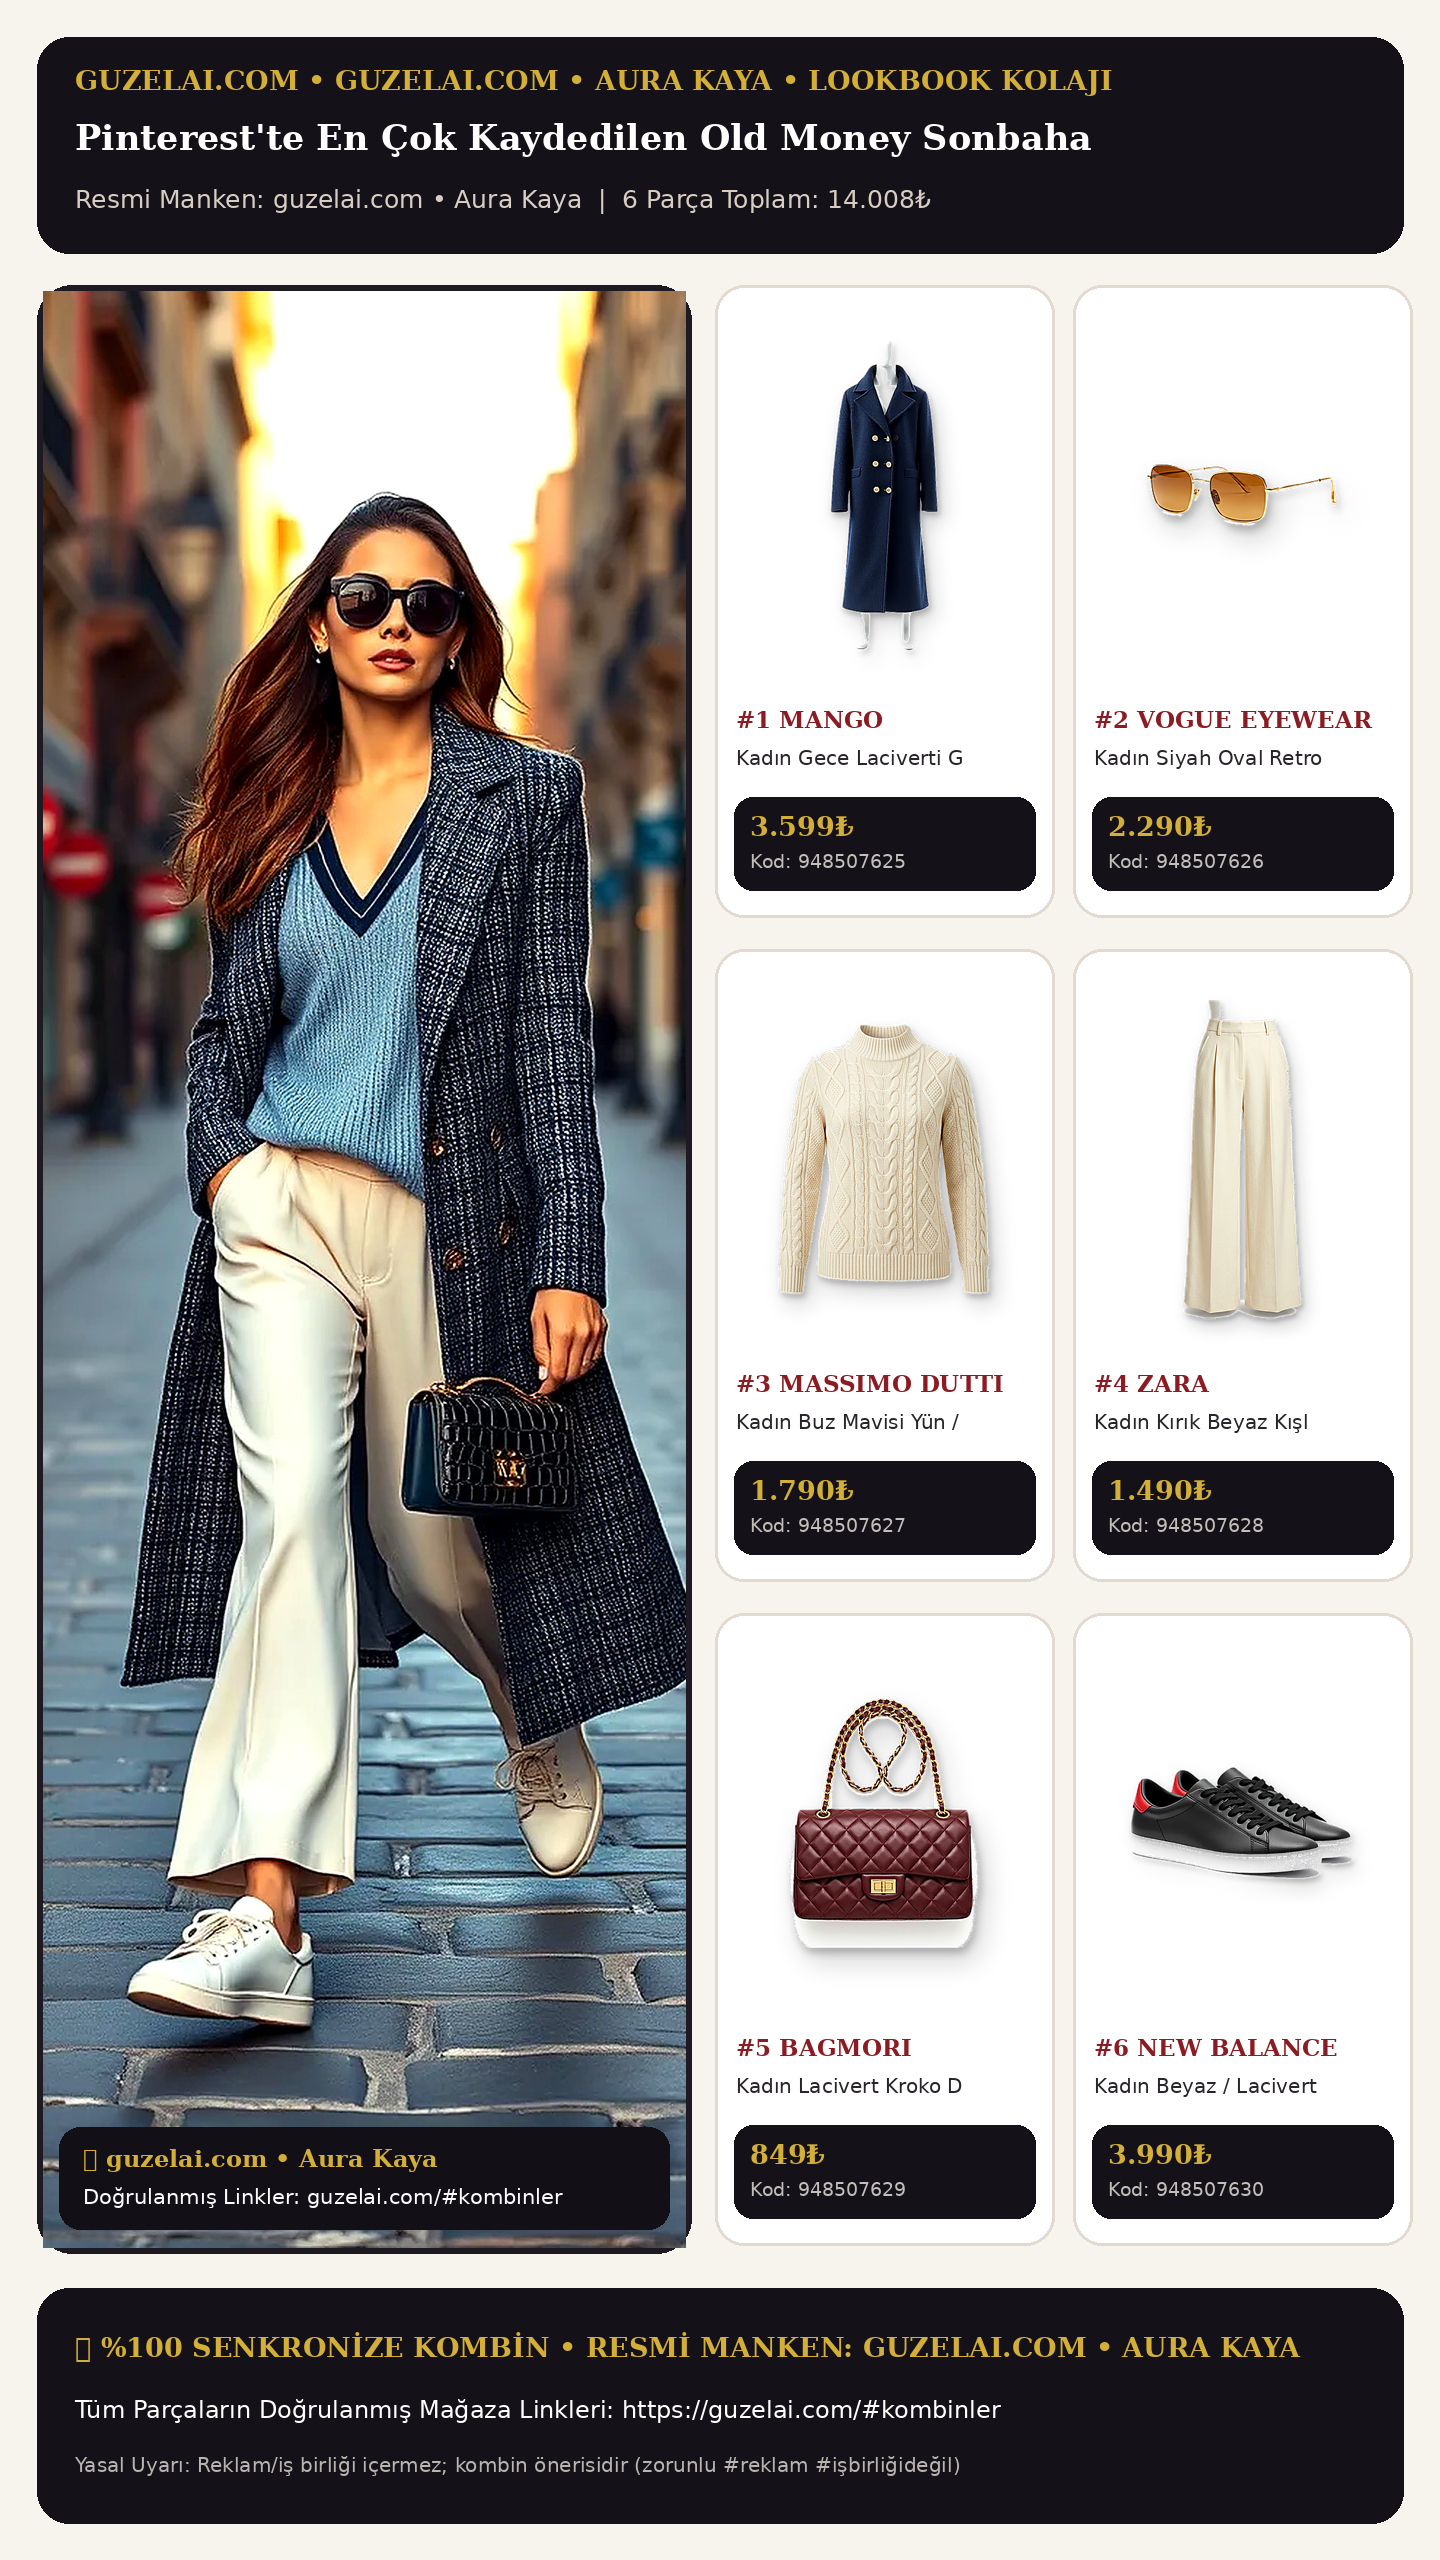 GUZELAI.COM • GUZELAI.COM • AURA KAYA • LOOKBOOK KOLAJI
Pinterest'te En Çok Kaydedilen Old Money Sonbaha
Resmi Manken: guzelai.com • Aura Kaya | 6 Parça Toplam: 14.008₺
#1 MANGO
Kadın Gece Laciverti G
3.599₺
Kod: 948507625
#2 VOGUE EYEWEAR
Kadın Siyah Oval Retro
2.290₺
Kod: 948507626
#3 MASSIMO DUTTI
Kadın Buz Mavisi Yün /
1.790₺
Kod: 948507627
#4 ZARA
Kadın Kırık Beyaz Kışl
1.490₺
Kod: 948507628
#5 BAGMORI
Kadın Lacivert Kroko D
849₺
Kod: 948507629
#6 NEW BALANCE
Kadın Beyaz / Lacivert
3.990₺
Kod: 948507630
guzelai.com • Aura Kaya
Doğrulanmış Linkler: guzelai.com/#kombinler
%100 SENKRONİZE KOMBİN • RESMİ MANKEN: GUZELAI.COM • AURA KAYA
Tüm Parçaların Doğrulanmış Mağaza Linkleri: https://guzelai.com/#kombinler
Yasal Uyarı: Reklam/iş birliği içermez; kombin önerisidir (zorunlu #reklam #işbirliğideğil)